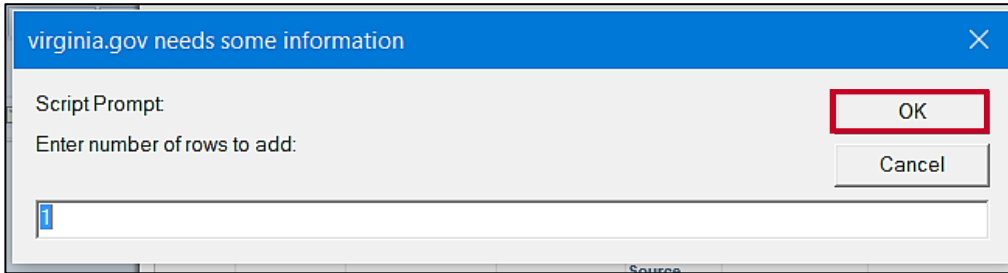 virginia.gov needs some information
Script Prompt:
OK
Enter number of rows to add:
Cancel
1
Source